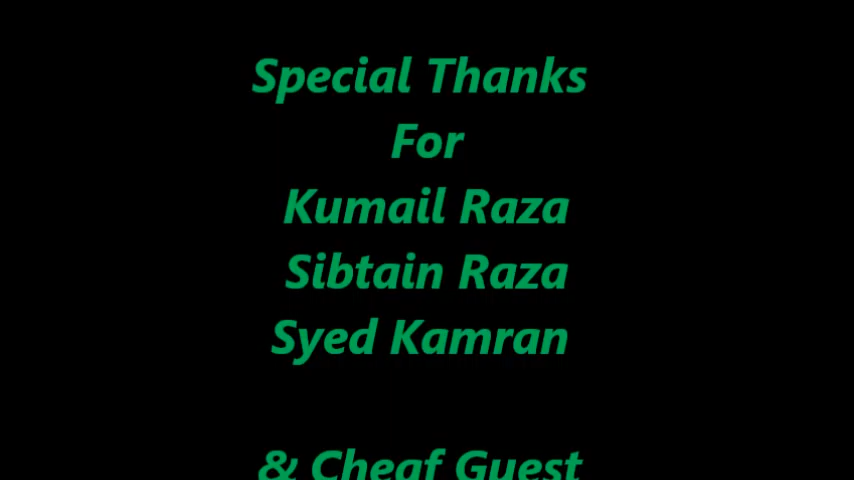 Special Thanks
For
Kumail Raza
Sibtain Raza
Syed Kamran
& Cheaf Guest